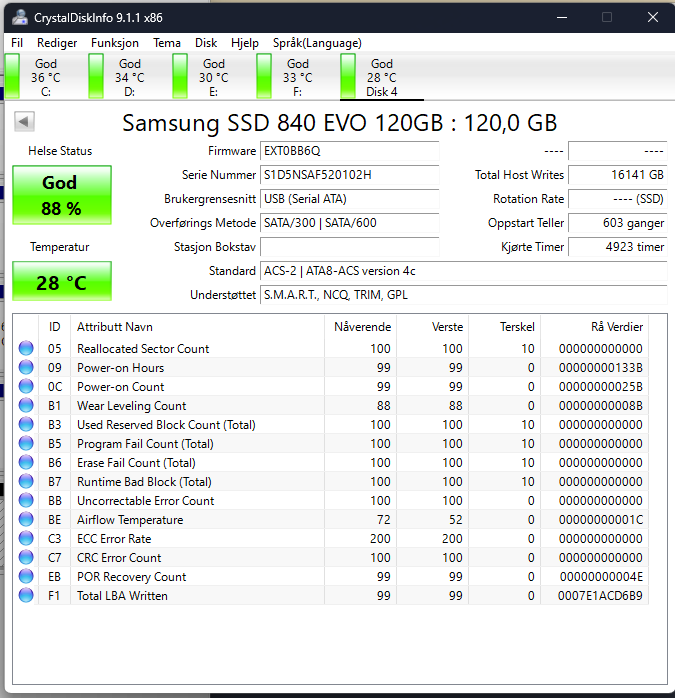 CrystalDiskInfo 9.1.1 x86
Fil Rediger Funksjon Tema Disk Hjelp Språk(Language)
God God God God God
36 °C 34 °C 30 °C 33 °C 28 °C
C: D: E: F: Disk 4
Samsung SSD 840 EVO 120GB : 120,0 GB
Helse Status
God
88 %
Temperatur
28 °C
Firmware EXT0BB6Q ---- ----
Serie Nummer S1D5NSAF520102H Total Host Writes 16141 GB
Brukergrensesnitt USB (Serial ATA) Rotation Rate ---- (SSD)
Overførings Metode SATA/300 | SATA/600 Oppstart Teller 603 ganger
Stasjon Bokstav Kjørte Timer 4923 timer
Standard ACS-2 | ATA8-ACS version 4c
Understøttet S.M.A.R.T., NCQ, TRIM, GPL
ID Attributt Navn Nåverende Verste Terskel Rå Verdier
05 Reallocated Sector Count 100 100 10 000000000000
09 Power-on Hours 99 99 0 00000000133B
0C Power-on Count 99 99 0 00000000025B
B1 Wear Leveling Count 88 88 0 00000000008B
B3 Used Reserved Block Count (Total) 100 100 10 000000000000
B5 Program Fail Count (Total) 100 100 10 000000000000
B6 Erase Fail Count (Total) 100 100 10 000000000000
B7 Runtime Bad Block (Total) 100 100 10 000000000000
BB Uncorrectable Error Count 100 100 0 000000000000
BE Airflow Temperature 72 52 0 00000000001C
C3 ECC Error Rate 200 200 0 000000000000
C7 CRC Error Count 100 100 0 000000000000
EB POR Recovery Count 99 99 0 00000000004E
F1 Total LBA Written 99 99 0 0007E1ACD6B9